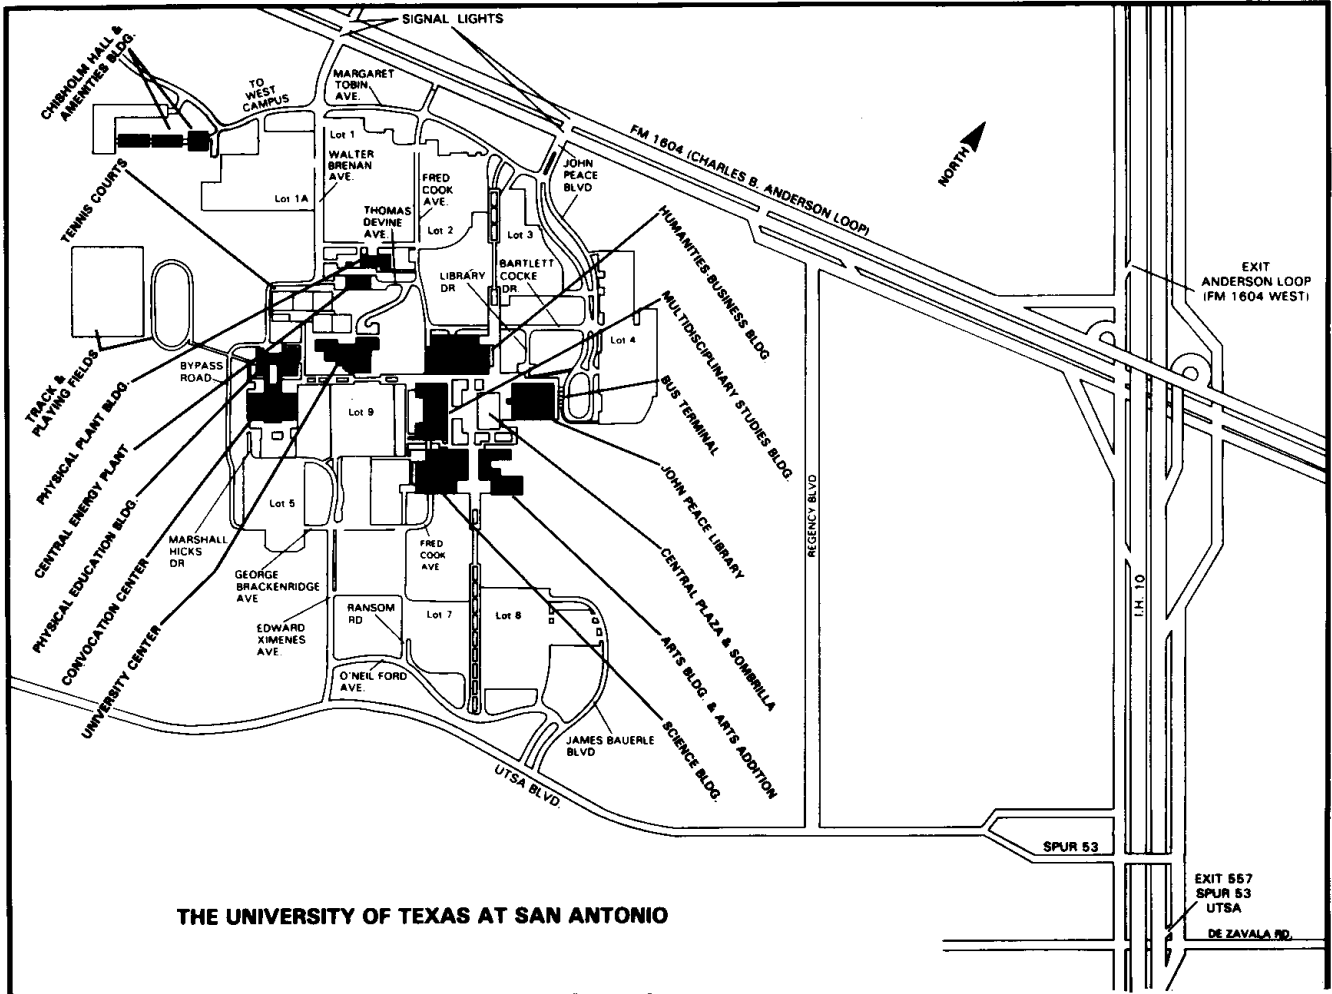 SIGNAL LIGHTS
CHISHOLM HALL &
AMENITIES BLDG.
TO
WEST
CAMPUS
MARGARET
TOBIN
AVE.
Lot 1
WALTER
BRENAN
AVE.
FRED
COOK
AVE.
JOHN
PEACE
BLVD
FM 1604 (CHARLES B. ANDERSON LOOP)
NORTH
TENNIS COURTS
Lot 1A
THOMAS
DEVINE
AVE.
Lot 2
Lot 3
HUMANITIES-BUSINESS BLDG
LIBRARY
DR
BARTLETT
COCKE
DR.
EXIT
ANDERSON LOOP
(FM 1604 WEST)
MULTIDISCIPLINARY STUDIES BLDG.
Lot 4
BYPASS
ROAD
TRACK &
PLAYING FIELDS
PHYSICAL PLANT BLDG.
Lot 9
BUS TERMINAL
CENTRAL ENERGY PLANT
JOHN PEACE LIBRARY
REGENCY BLVD
PHYSICAL EDUCATION BLDG.
Lot 5
MARSHALL
HICKS
DR
FRED
COOK
AVE
CONVOCATION CENTER
CENTRAL PLAZA & SOMBRILLA
GEORGE
BRACKENRIDGE
AVE
I.H. 10
UNIVERSITY CENTER
EDWARD
XIMENES
AVE.
RANSOM
RD
Lot 7
Lot 8
ARTS BLDG. & ARTS ADDITION
O'NEIL FORD
AVE.
SCIENCE BLDG.
JAMES BAUERLE
BLVD
UTSA BLVD.
SPUR 53
EXIT 557
SPUR 53
UTSA
DE ZAVALA RD.
THE UNIVERSITY OF TEXAS AT SAN ANTONIO